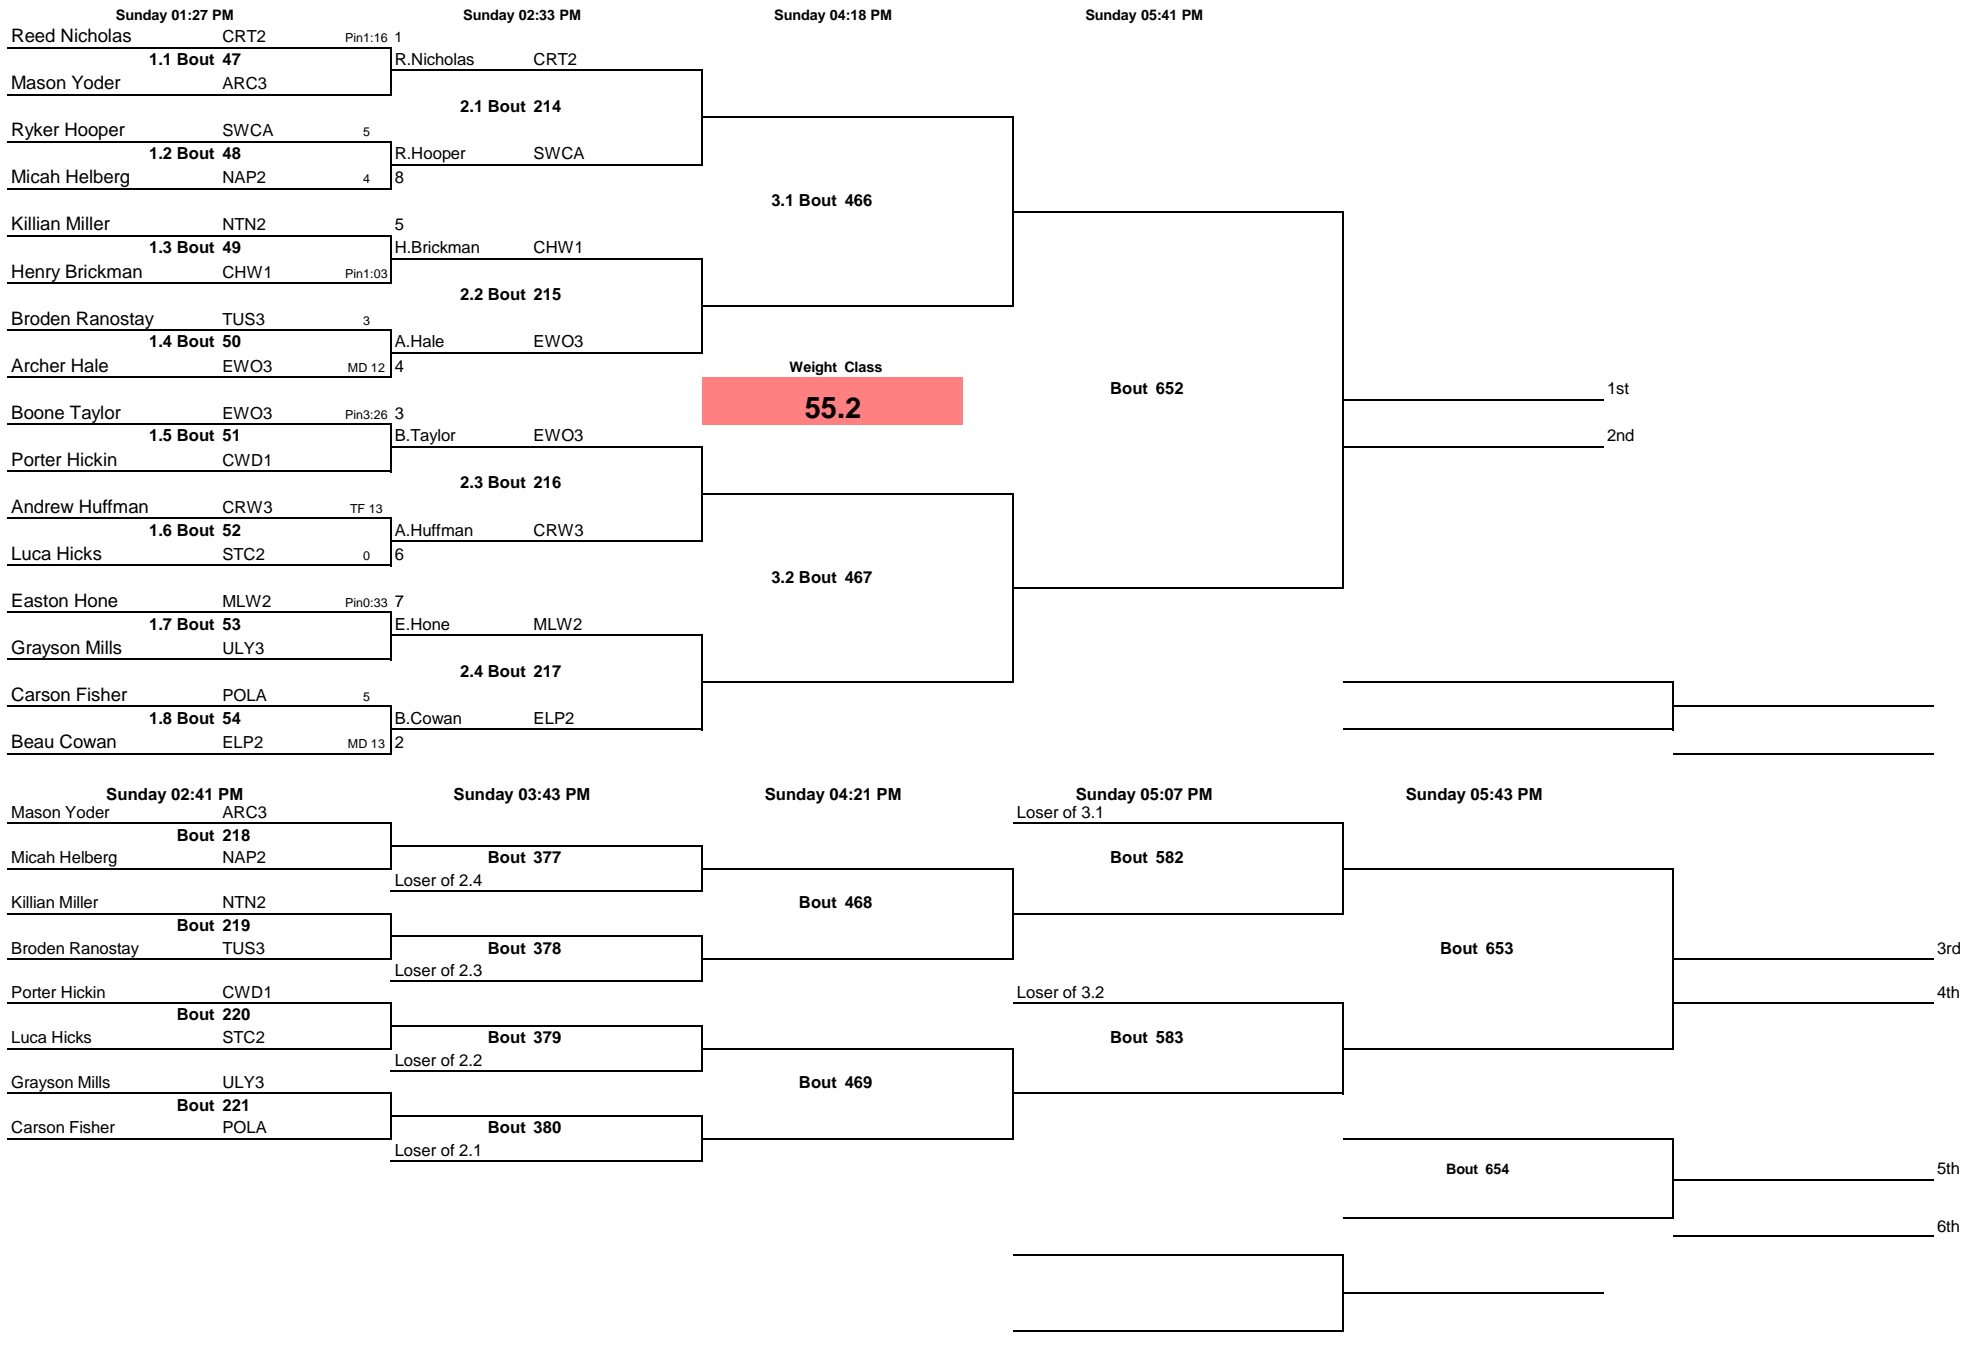 Sunday 01:27 PM Sunday 02:33 PM Sunday 04:18 PM Sunday 05:41 PM
Reed Nicholas CRT2 Pin1:16 1
1.1 Bout 47 R.Nicholas CRT2
Mason Yoder ARC3
2.1 Bout 214
Ryker Hooper SWCA 5
1.2 Bout 48 R.Hooper SWCA
Micah Helberg NAP2 4 8
3.1 Bout 466
Killian Miller NTN2 5
1.3 Bout 49 H.Brickman CHW1
Henry Brickman CHW1 Pin1:03
2.2 Bout 215
Broden Ranostay TUS3 3
1.4 Bout 50 A.Hale EWO3
Archer Hale EWO3 MD 12 4 Weight Class
Bout 652 1st
55.2
Boone Taylor EWO3 Pin3:26 3
1.5 Bout 51 B.Taylor EWO3 2nd
Porter Hickin CWD1
2.3 Bout 216
Andrew Huffman CRW3 TF 13
1.6 Bout 52 A.Huffman CRW3
Luca Hicks STC2 0 6
3.2 Bout 467
Easton Hone MLW2 Pin0:33 7
1.7 Bout 53 E.Hone MLW2
Grayson Mills ULY3
2.4 Bout 217
Carson Fisher POLA 5
1.8 Bout 54 B.Cowan ELP2
Beau Cowan ELP2 MD 13 2
Sunday 02:41 PM Sunday 03:43 PM Sunday 04:21 PM Sunday 05:07 PM Sunday 05:43 PM
Mason Yoder ARC3 Loser of 3.1
Bout 218
Micah Helberg NAP2 Bout 377 Bout 582
Loser of 2.4
Killian Miller NTN2 Bout 468
Bout 219
Broden Ranostay TUS3 Bout 378 Bout 653 3rd
Loser of 2.3
Porter Hickin CWD1 Loser of 3.2 4th
Bout 220
Luca Hicks STC2 Bout 379 Bout 583
Loser of 2.2
Grayson Mills ULY3 Bout 469
Bout 221
Carson Fisher POLA Bout 380
Loser of 2.1
Bout 654 5th
6th